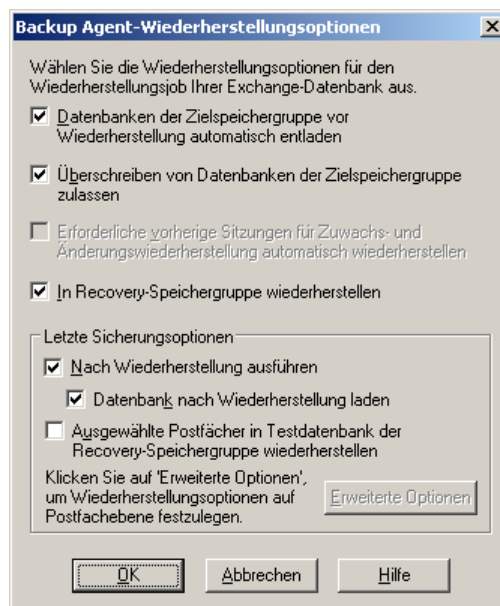 Backup Agent-Wiederherstellungsoptionen
Wählen Sie die Wiederherstellungsoptionen für den
Wiederherstellungsjob Ihrer Exchange-Datenbank aus.
Datenbanken der Zielspeichergruppe vor
Wiederherstellung automatisch entladen
Überschreiben von Datenbanken der Zielspeichergruppe
zulassen
Erforderliche vorherige Sitzungen für Zuwachs- und
Änderungswiederherstellung automatisch wiederherstellen
In Recovery-Speichergruppe wiederherstellen
Letzte Sicherungsoptionen
Nach Wiederherstellung ausführen
Datenbank nach Wiederherstellung laden
Ausgewählte Postfächer in Testdatenbank der
Recovery-Speichergruppe wiederherstellen
Klicken Sie auf 'Erweiterte Optionen',
um Wiederherstellungsoptionen auf
Postfachebene festzulegen.
Erweiterte Optionen
OK
Abbrechen
Hilfe